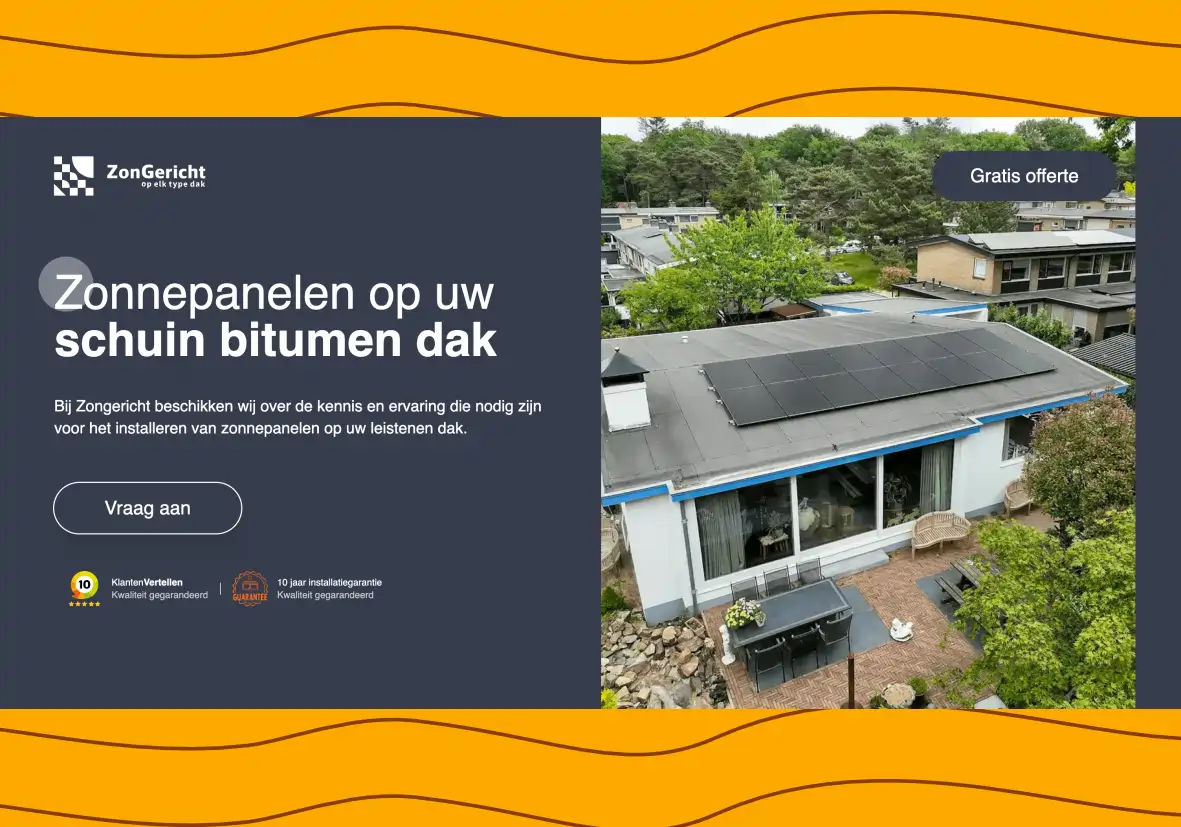 ZonGericht
op elk type dak
Gratis offerte
Zonnepanelen op uw
schuin bitumen dak
Bij Zongericht beschikken wij over de kennis en ervaring die nodig zijn
voor het installeren van zonnepanelen op uw leistenen dak.
Vraag aan
10
KlantenVertellen
Kwaliteit gegarandeerd
|
GUARANTEE
10 jaar installatiegarantie
Kwaliteit gegarandeerd